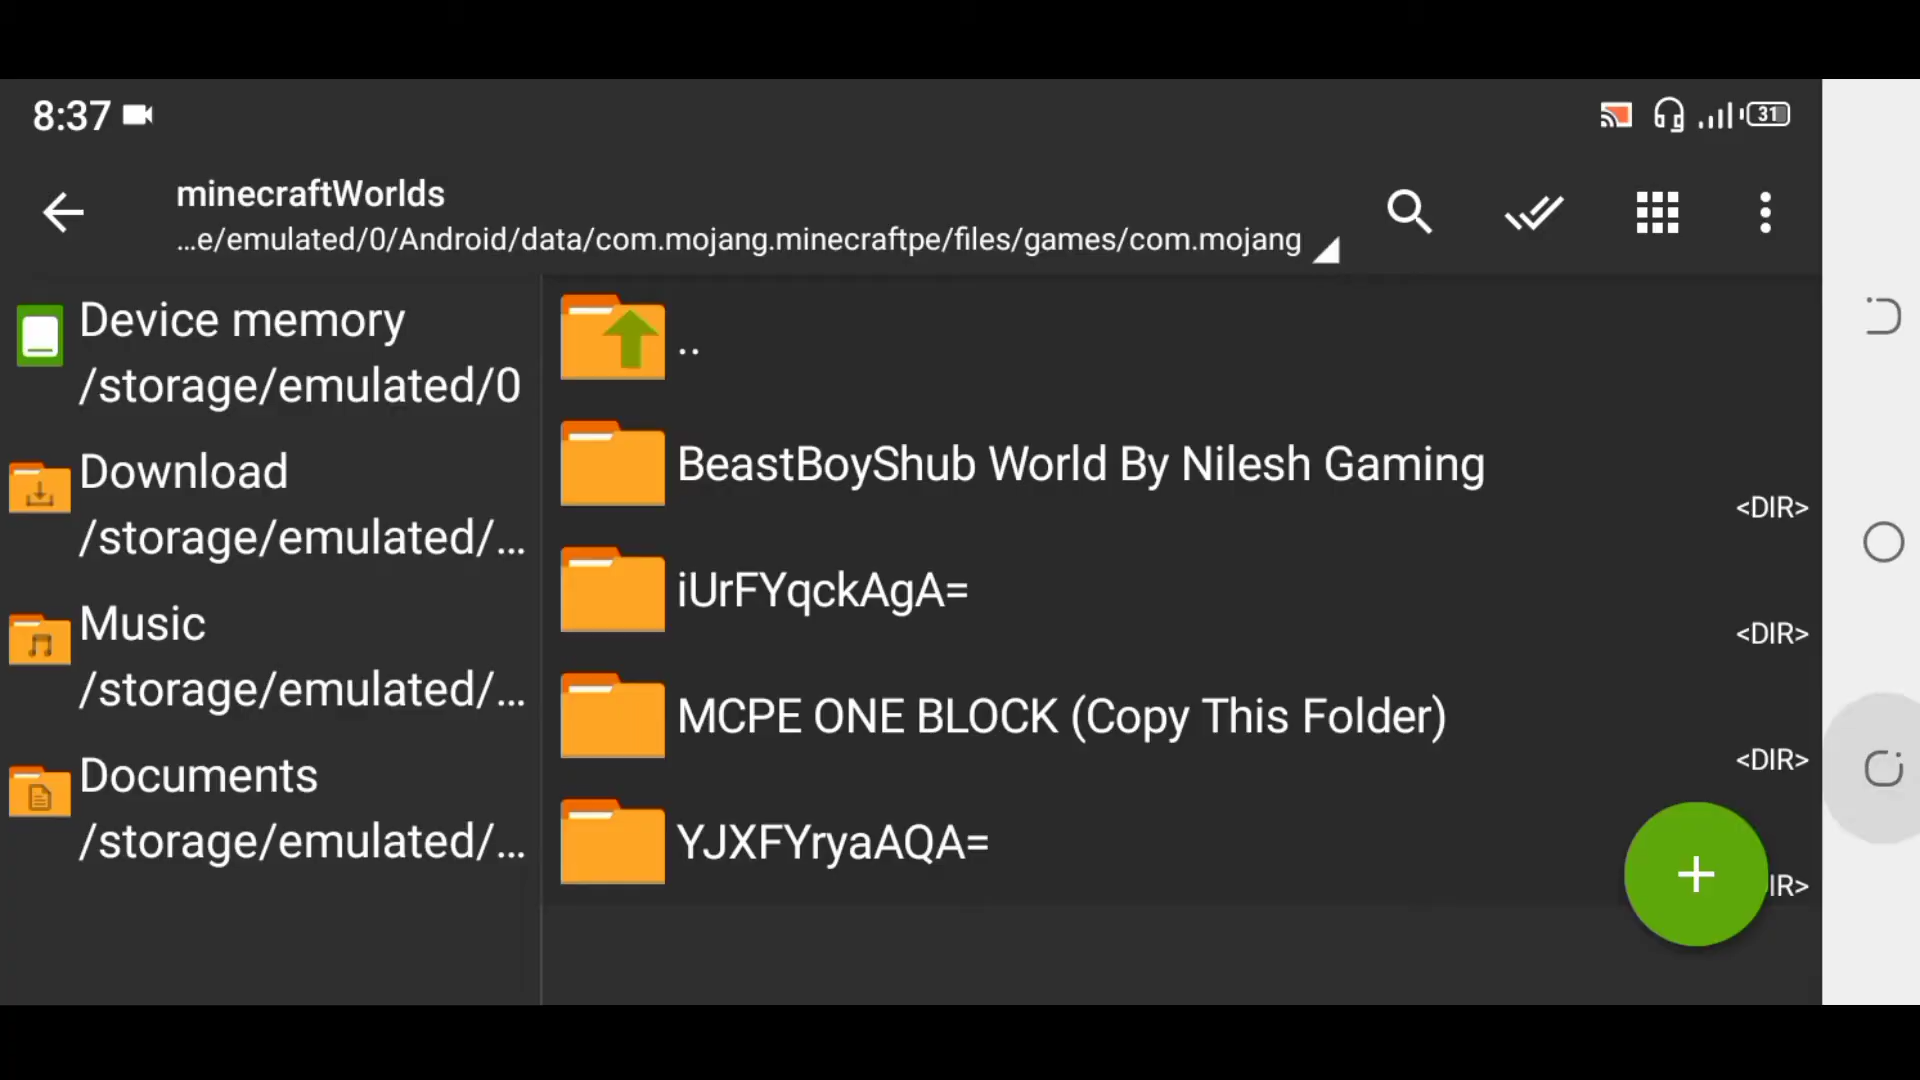 8:37
31
minecraftWorlds
...e/emulated/0/Android/data/com.mojang.minecraftpe/files/games/com.mojang
Device memory
/storage/emulated/0
Download
/storage/emulated/...
Music
/storage/emulated/...
Documents
/storage/emulated/...
..
BeastBoyShub World By Nilesh Gaming
<DIR>
iUrFYqckAgA=
<DIR>
MCPE ONE BLOCK (Copy This Folder)
<DIR>
YJXFYryaAQA=
IR>